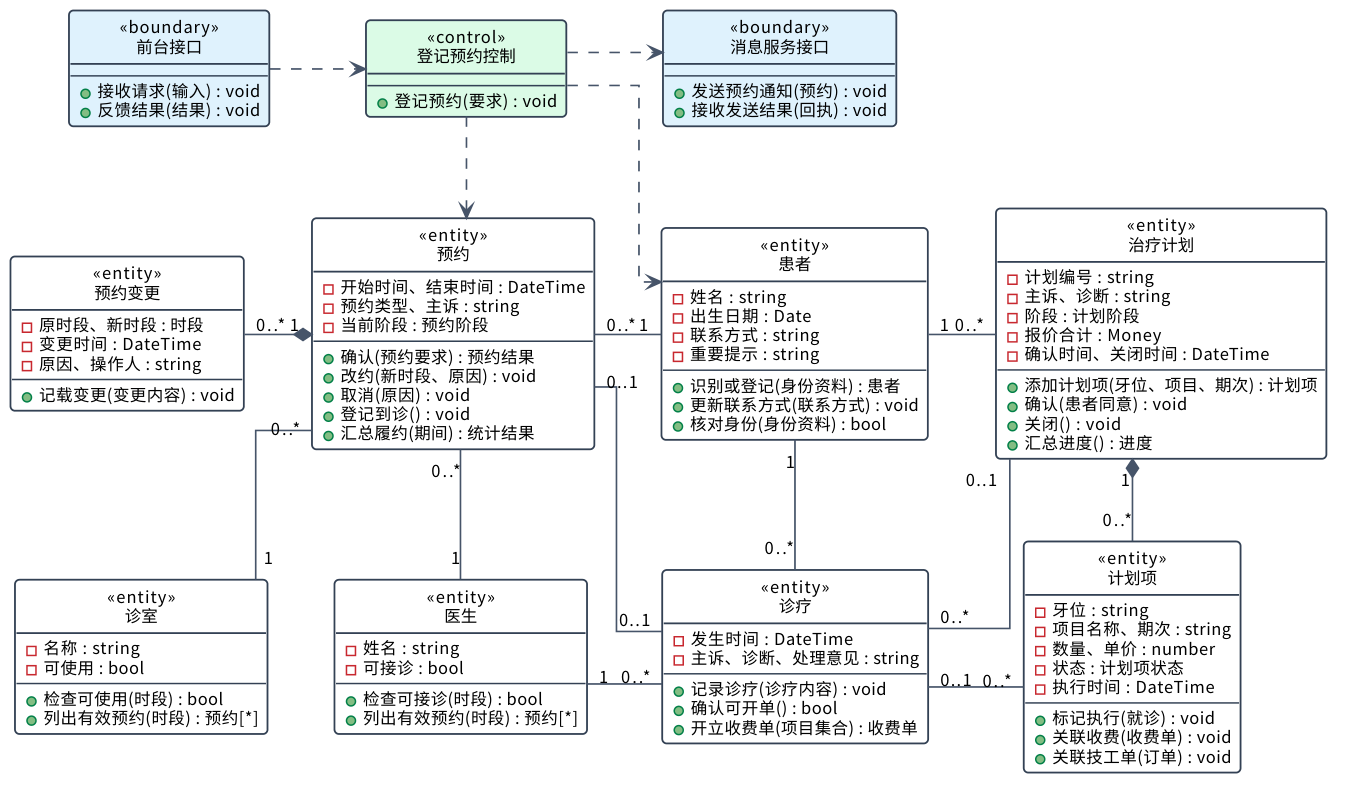 «boundary»
前台接口
接收请求(输入) : void
反馈结果(结果) : void
«control»
登记预约控制
登记预约(要求) : void
«boundary»
消息服务接口
发送预约通知(预约) : void
接收发送结果(回执) : void
«entity»
预约变更
原时段、新时段 : 时段
变更时间 : DateTime
原因、操作人 : string
记载变更(变更内容) : void
0..* 1
«entity»
预约
开始时间、结束时间 : DateTime
预约类型、主诉 : string
当前阶段 : 预约阶段
确认(预约要求) : 预约结果
改约(新时段、原因) : void
取消(原因) : void
登记到诊() : void
汇总履约(期间) : 统计结果
0..* 1
0..1
«entity»
患者
姓名 : string
出生日期 : Date
联系方式 : string
重要提示 : string
识别或登记(身份资料) : 患者
更新联系方式(联系方式) : void
核对身份(身份资料) : bool
1 0..*
«entity»
治疗计划
计划编号 : string
主诉、诊断 : string
阶段 : 计划阶段
报价合计 : Money
确认时间、关闭时间 : DateTime
添加计划项(牙位、项目、期次) : 计划项
确认(患者同意) : void
关闭() : void
汇总进度() : 进度
0..*
0..*
1
0..1
1
1
1
0..*
0..*
«entity»
诊室
名称 : string
可使用 : bool
检查可使用(时段) : bool
列出有效预约(时段) : 预约[*]
«entity»
医生
姓名 : string
可接诊 : bool
检查可接诊(时段) : bool
列出有效预约(时段) : 预约[*]
0..1
1 0..*
«entity»
诊疗
发生时间 : DateTime
主诉、诊断、处理意见 : string
记录诊疗(诊疗内容) : void
确认可开单() : bool
开立收费单(项目集合) : 收费单
0..*
0..1 0..*
«entity»
计划项
牙位 : string
项目名称、期次 : string
数量、单价 : number
状态 : 计划项状态
执行时间 : DateTime
标记执行(就诊) : void
关联收费(收费单) : void
关联技工单(订单) : void